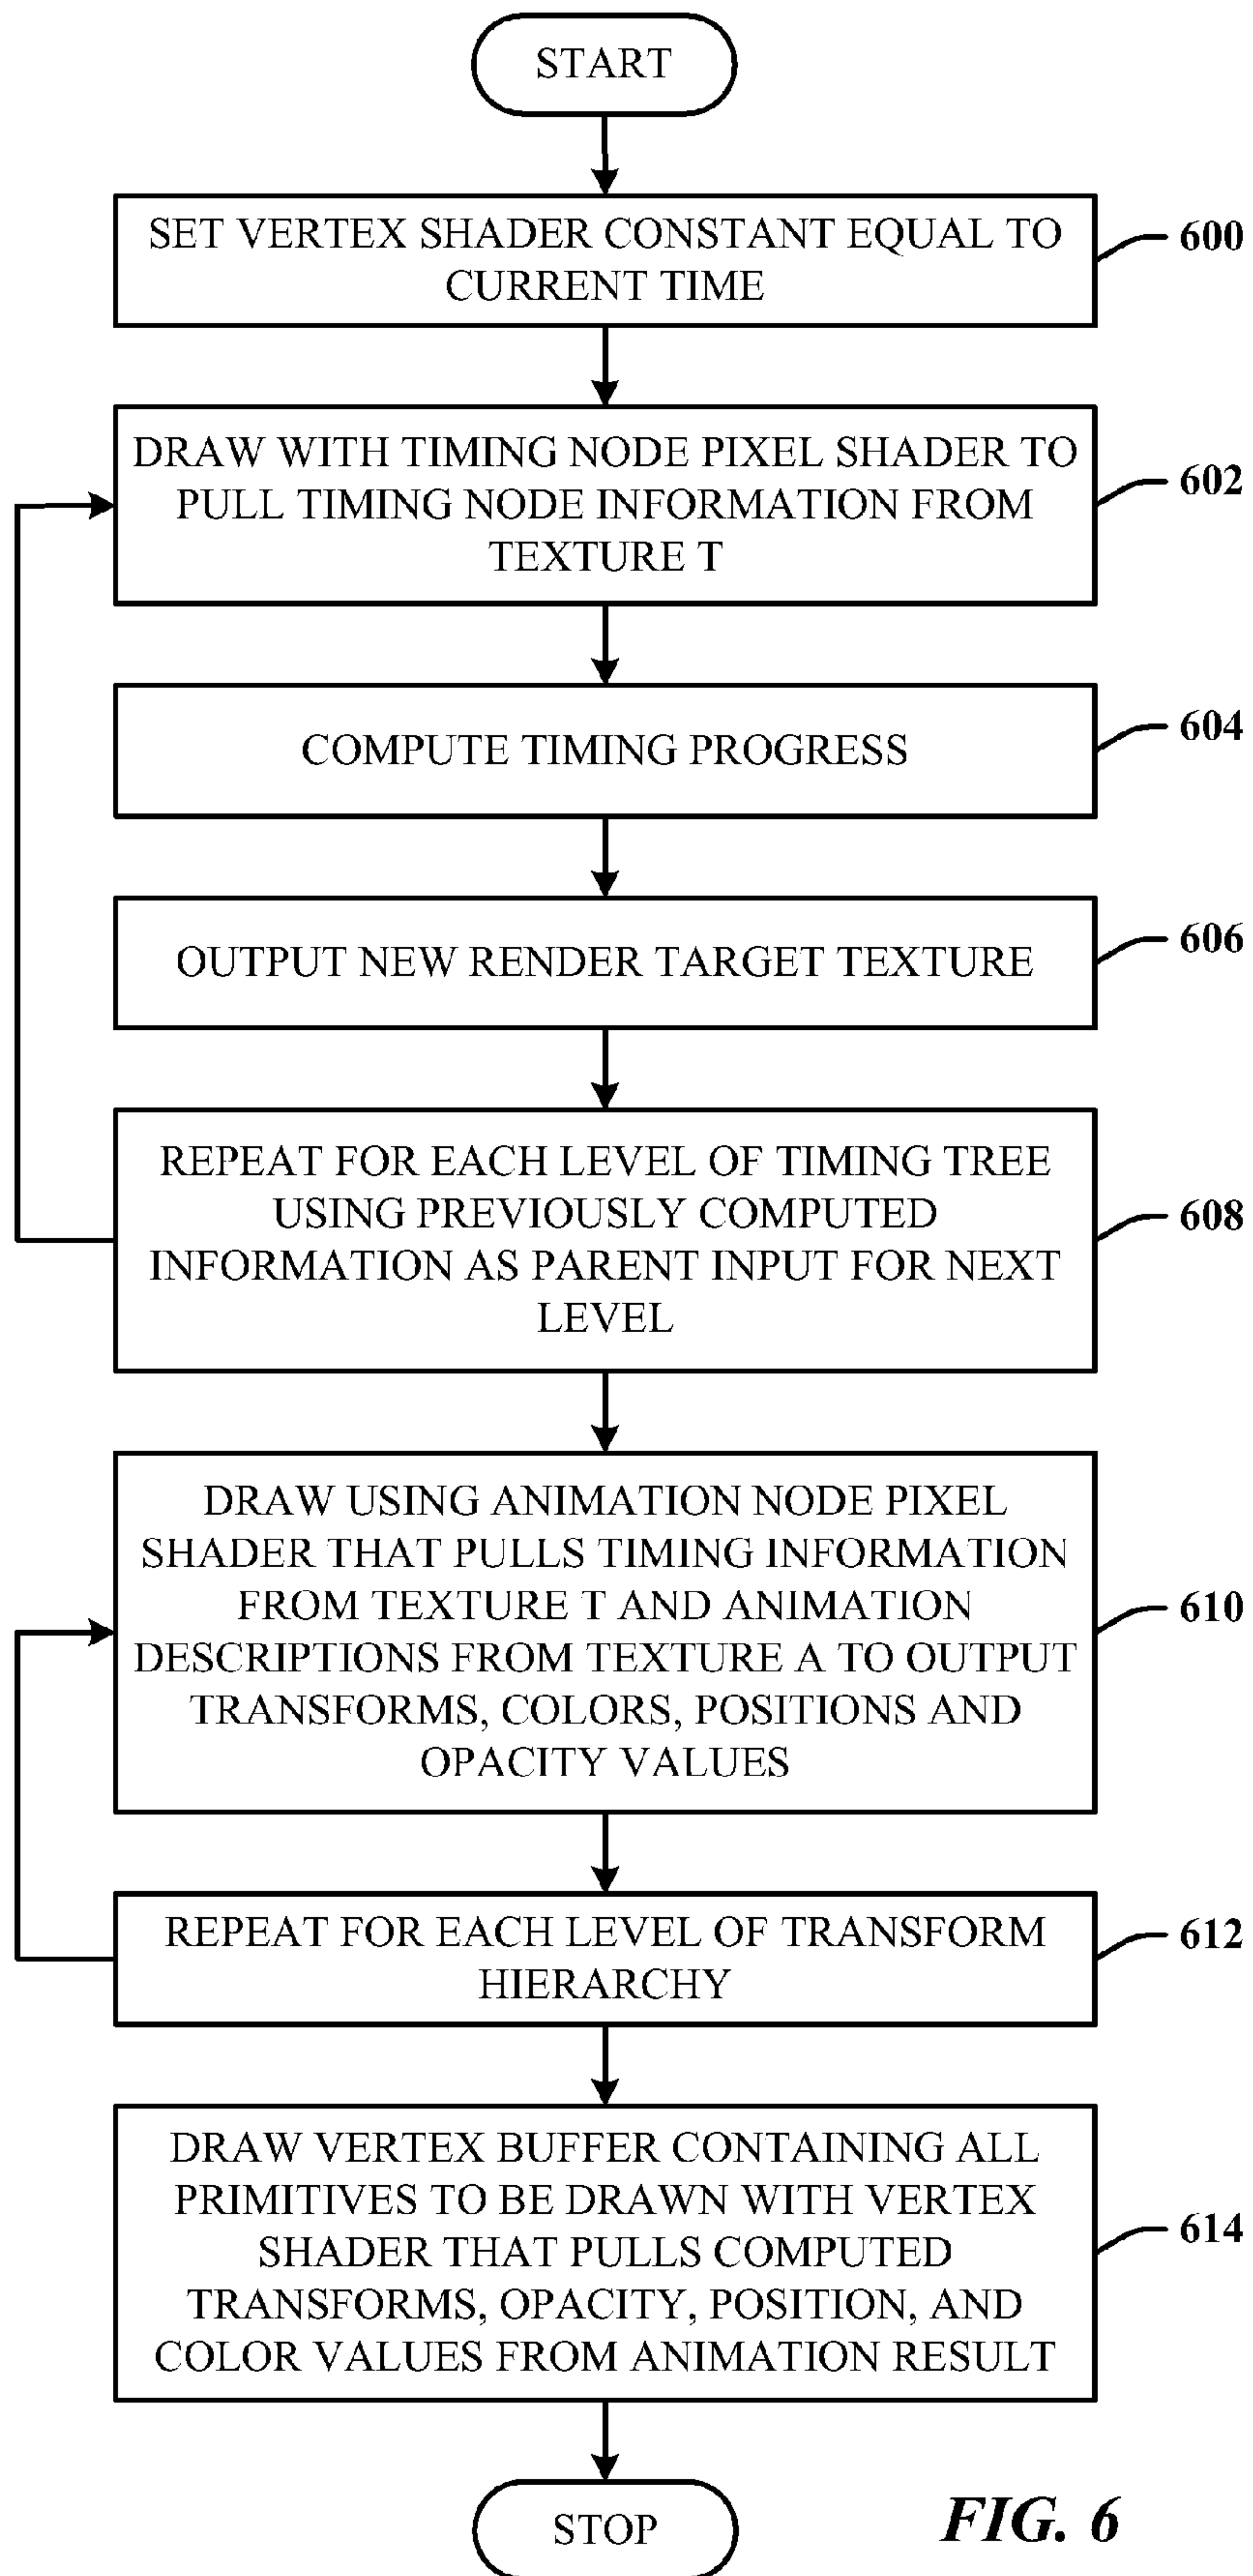 START
SET VERTEX SHADER CONSTANT EQUAL TO
CURRENT TIME
600
DRAW WITH TIMING NODE PIXEL SHADER TO
PULL TIMING NODE INFORMATION FROM
TEXTURE T
602
COMPUTE TIMING PROGRESS
604
OUTPUT NEW RENDER TARGET TEXTURE
606
REPEAT FOR EACH LEVEL OF TIMING TREE
USING PREVIOUSLY COMPUTED
INFORMATION AS PARENT INPUT FOR NEXT
LEVEL
608
DRAW USING ANIMATION NODE PIXEL
SHADER THAT PULLS TIMING INFORMATION
FROM TEXTURE T AND ANIMATION
DESCRIPTIONS FROM TEXTURE A TO OUTPUT
TRANSFORMS, COLORS, POSITIONS AND
OPACITY VALUES
610
REPEAT FOR EACH LEVEL OF TRANSFORM
HIERARCHY
612
DRAW VERTEX BUFFER CONTAINING ALL
PRIMITIVES TO BE DRAWN WITH VERTEX
SHADER THAT PULLS COMPUTED
TRANSFORMS, OPACITY, POSITION, AND
COLOR VALUES FROM ANIMATION RESULT
614
STOP
FIG. 6